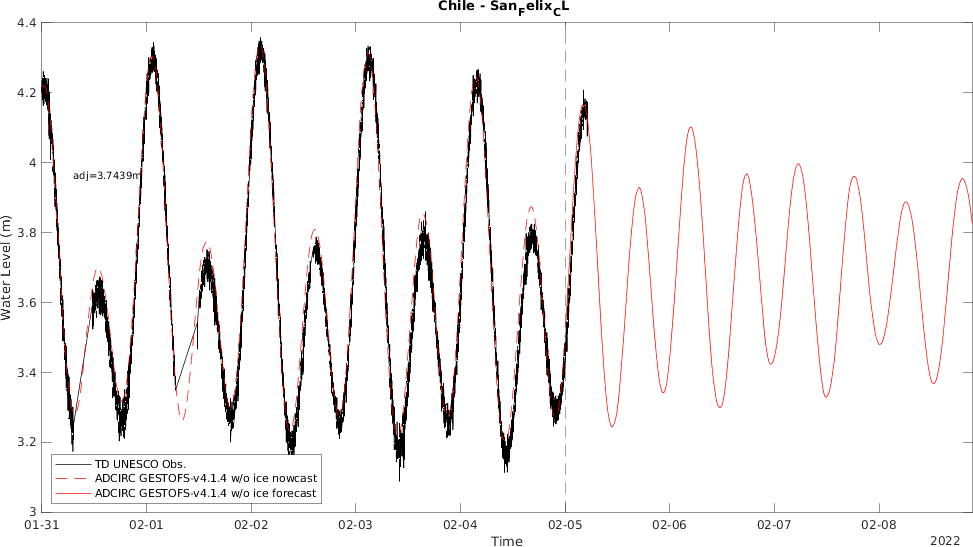 Chile - SanFelixCL
4.4
4.2
4
3.8
3.6
3.4
3.2
3
Water Level (m)
adj=3.7439m
TD UNESCO Obs.
ADCIRC GESTOFS-v4.1.4 w/o ice nowcast
ADCIRC GESTOFS-v4.1.4 w/o ice forecast
01-31 02-01 02-02 02-03 02-04 02-05 02-06 02-07 02-08
Time
2022